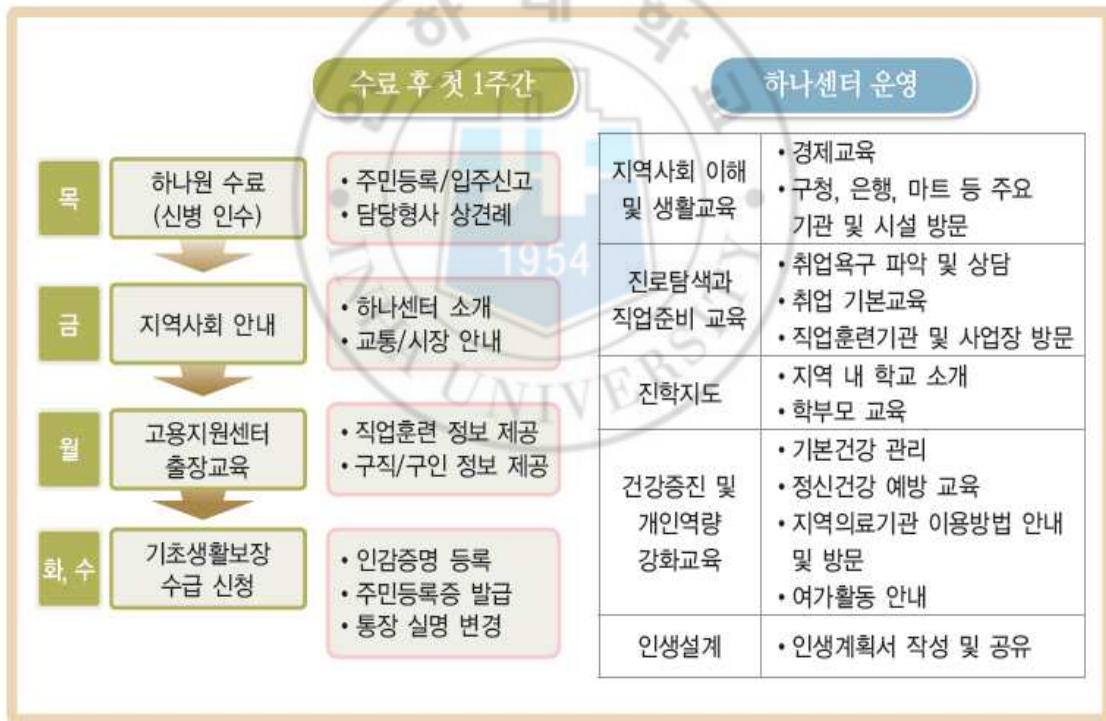 수료 후 첫 1주간
목
하나원 수료
(신병 인수)
• 주민등록/입주신고
• 담당형사 상견례
금
지역사회 안내
• 하나센터 소개
• 교통/시장 안내
월
고용지원센터
출장교육
• 직업훈련 정보 제공
• 구직/구인 정보 제공
화, 수
기초생활보장
수급 신청
• 인감증명 등록
• 주민등록증 발급
• 통장 실명 변경
하나센터 운영
지역사회 이해
및 생활교육
• 경제교육
• 구청, 은행, 마트 등 주요
기관 및 시설 방문
진로탐색과
직업준비 교육
• 취업욕구 파악 및 상담
• 취업 기본교육
• 직업훈련기관 및 사업장 방문
진학지도
• 지역 내 학교 소개
• 학부모 교육
건강증진 및
개인역량
강화교육
• 기본건강 관리
• 정신건강 예방 교육
• 지역의료기관 이용방법 안내
및 방문
• 여가활동 안내
인생설계
• 인생계획서 작성 및 공유
인하대학교
1954
INHA UNIVERSITY